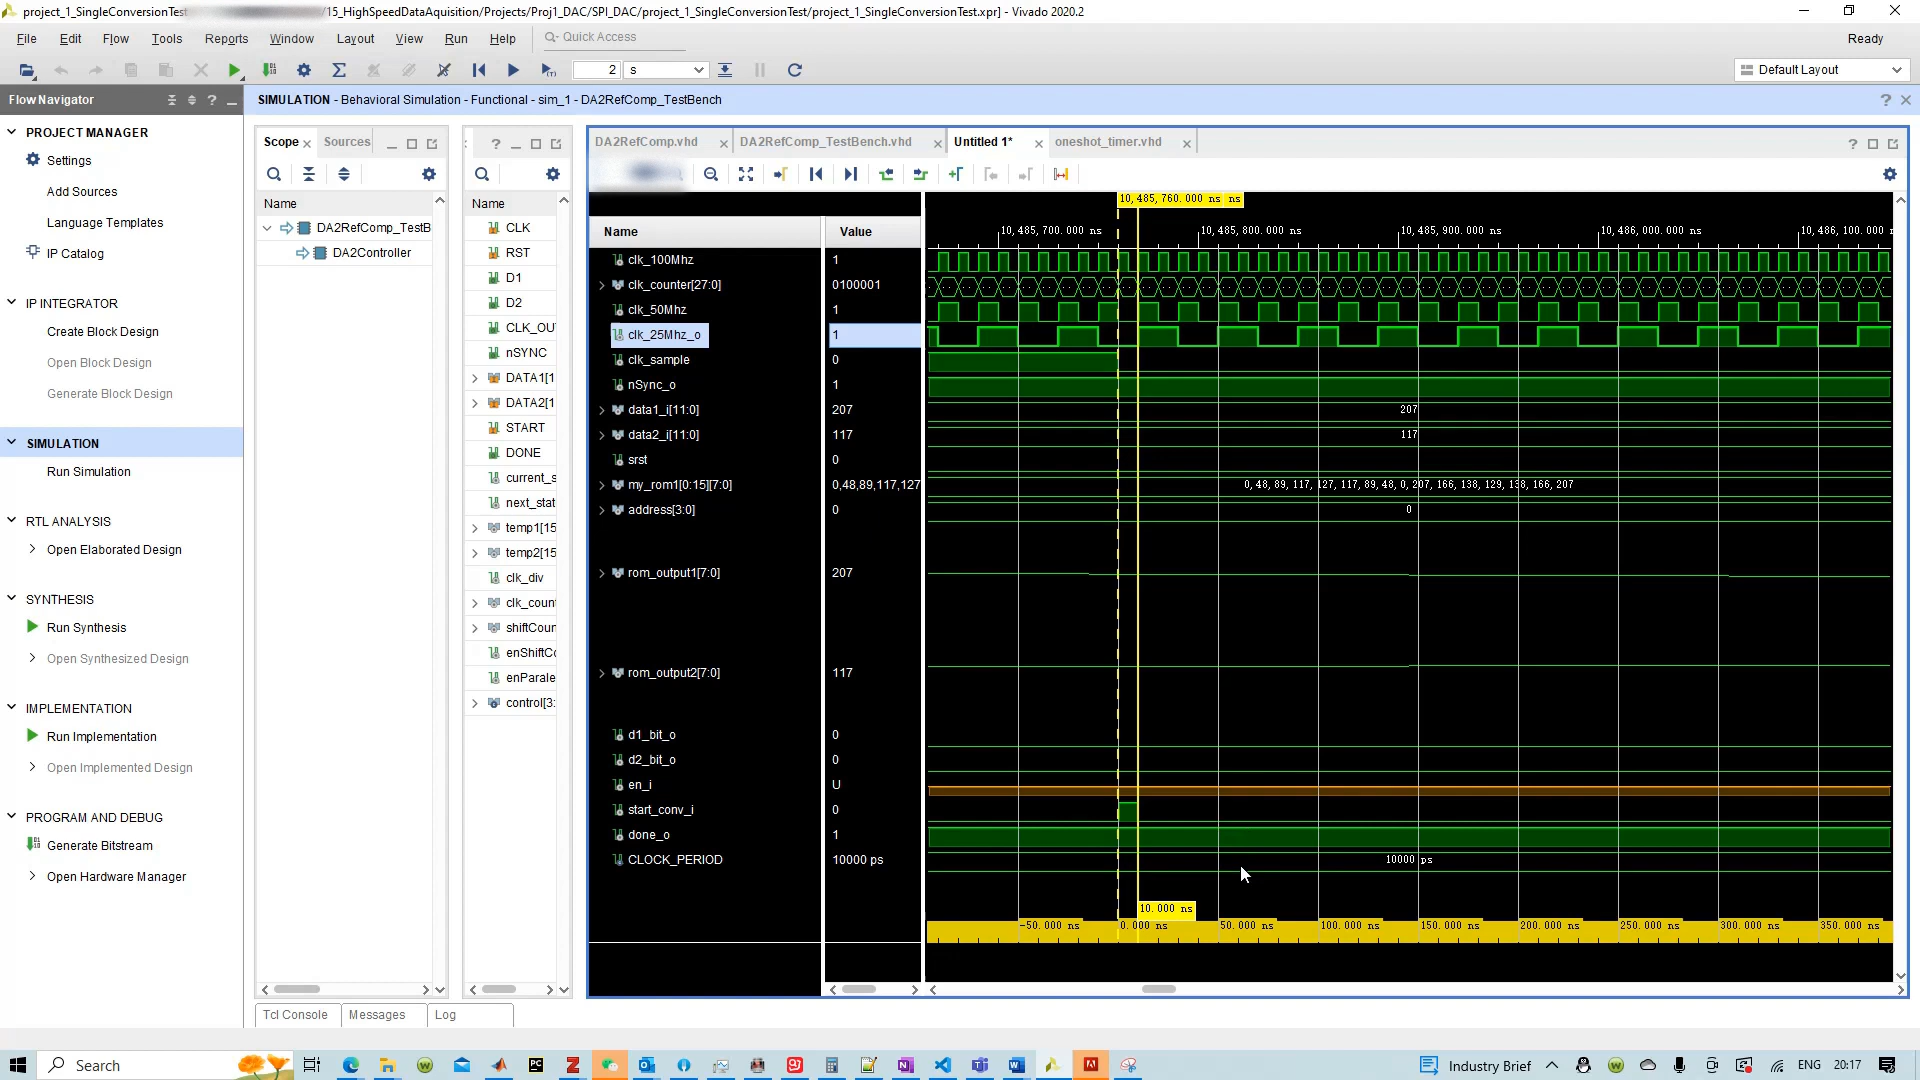 project_1_SingleConversionTest /15_HighSpeedDataAquisition/Projects/Proj1_DAC/SPI_DAC/project_1_SingleConversionTest/project_1_SingleConversionTest.xpr] - Vivado 2020.2
File Edit Flow Tools Reports Window Layout View Run Help Quick Access Ready
2 s Default Layout
Flow Navigator
SIMULATION - Behavioral Simulation - Functional - sim_1 - DA2RefComp_TestBench
PROJECT MANAGER
Settings
Add Sources
Language Templates
IP Catalog
IP INTEGRATOR
Create Block Design
Open Block Design
Generate Block Design
SIMULATION
Run Simulation
RTL ANALYSIS
Open Elaborated Design
SYNTHESIS
Run Synthesis
Open Synthesized Design
IMPLEMENTATION
Run Implementation
Open Implemented Design
PROGRAM AND DEBUG
Generate Bitstream
Open Hardware Manager
Scope Sources
Name
DA2RefComp_TestB
DA2Controller
Name
CLK
RST
D1
D2
CLK_OU
nSYNC
DATA1[1
DATA2[1
START
DONE
current_s
next_stat
temp1[15
temp2[15
clk_div
clk_coun
shiftCoun
enShiftCo
enParale
control[3:
DA2RefComp.vhd DA2RefComp_TestBench.vhd Untitled 1* oneshot_timer.vhd
10,485,760.000 ns ns
Name Value
10,485,700.000 ns 10,485,800.000 ns 10,485,900.000 ns 10,486,000.000 ns 10,486,100.000
clk_100Mhz 1
clk_counter[27:0] 0100001
clk_50Mhz 1
clk_25Mhz_o 1
clk_sample 0
nSync_o 1
data1_i[11:0] 207 207
data2_i[11:0] 117 117
srst 0
my_rom1[0:15][7:0] 0,48,89,117,127 0, 48, 89, 117, 127, 117, 89, 48, 0, 207, 166, 138, 129, 138, 166, 207
address[3:0] 0 0
rom_output1[7:0] 207
rom_output2[7:0] 117
d1_bit_o 0
d2_bit_o 0
en_i U
start_conv_i 0
done_o 1
CLOCK_PERIOD 10000 ps 10000 ps
10.000 ns
-50.000 ns 0.000 ns 50.000 ns 100.000 ns 150.000 ns 200.000 ns 250.000 ns 300.000 ns 350.000 ns
Tcl Console Messages Log
Search Industry Brief ENG 20:17